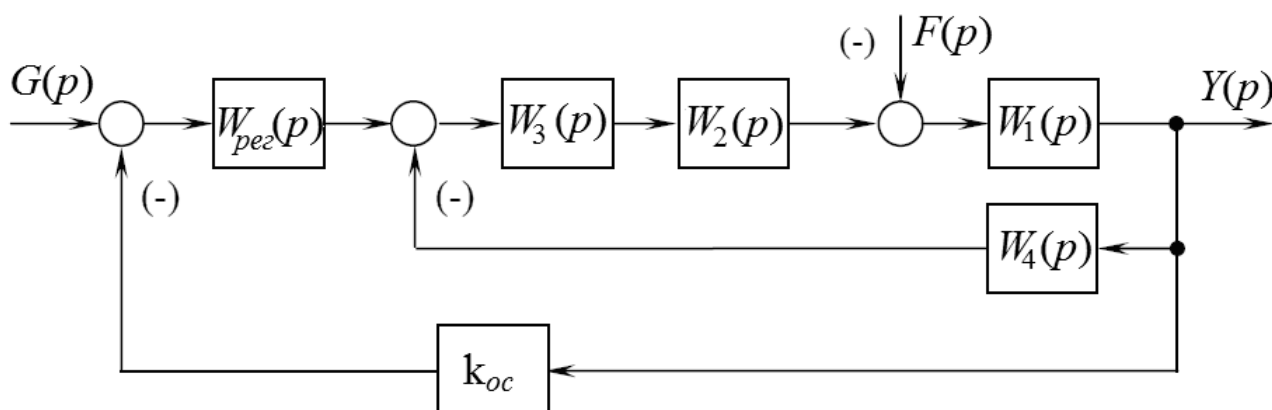 (-) F(p)
G(p) Y(p)
W_рег(p) W_3(p) W_2(p) W_1(p)
(-) (-)
W_4(p)
k_ос